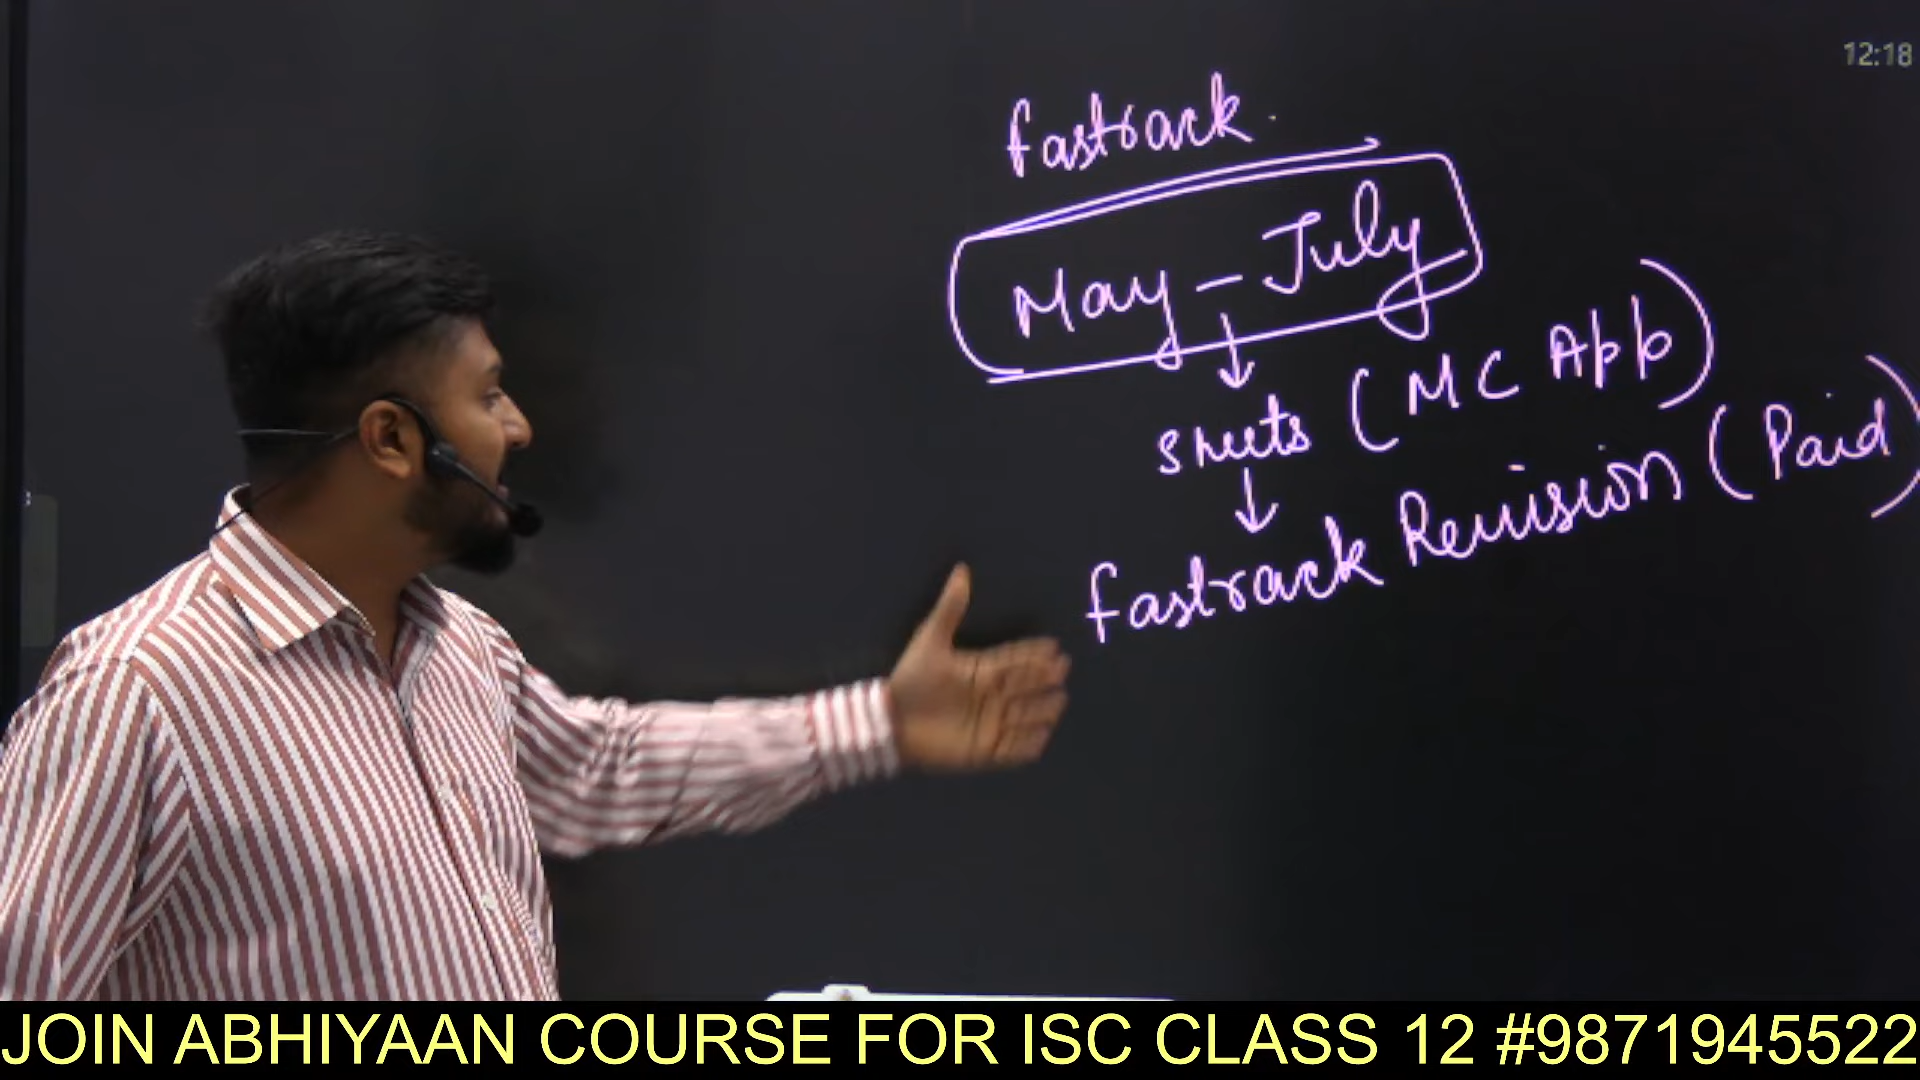 12:18
Fastrack.
May - July
↓
sheets (MC App)
↓
Fastrack Revision (Paid)
JOIN ABHIYAAN COURSE FOR ISC CLASS 12 #9871945522